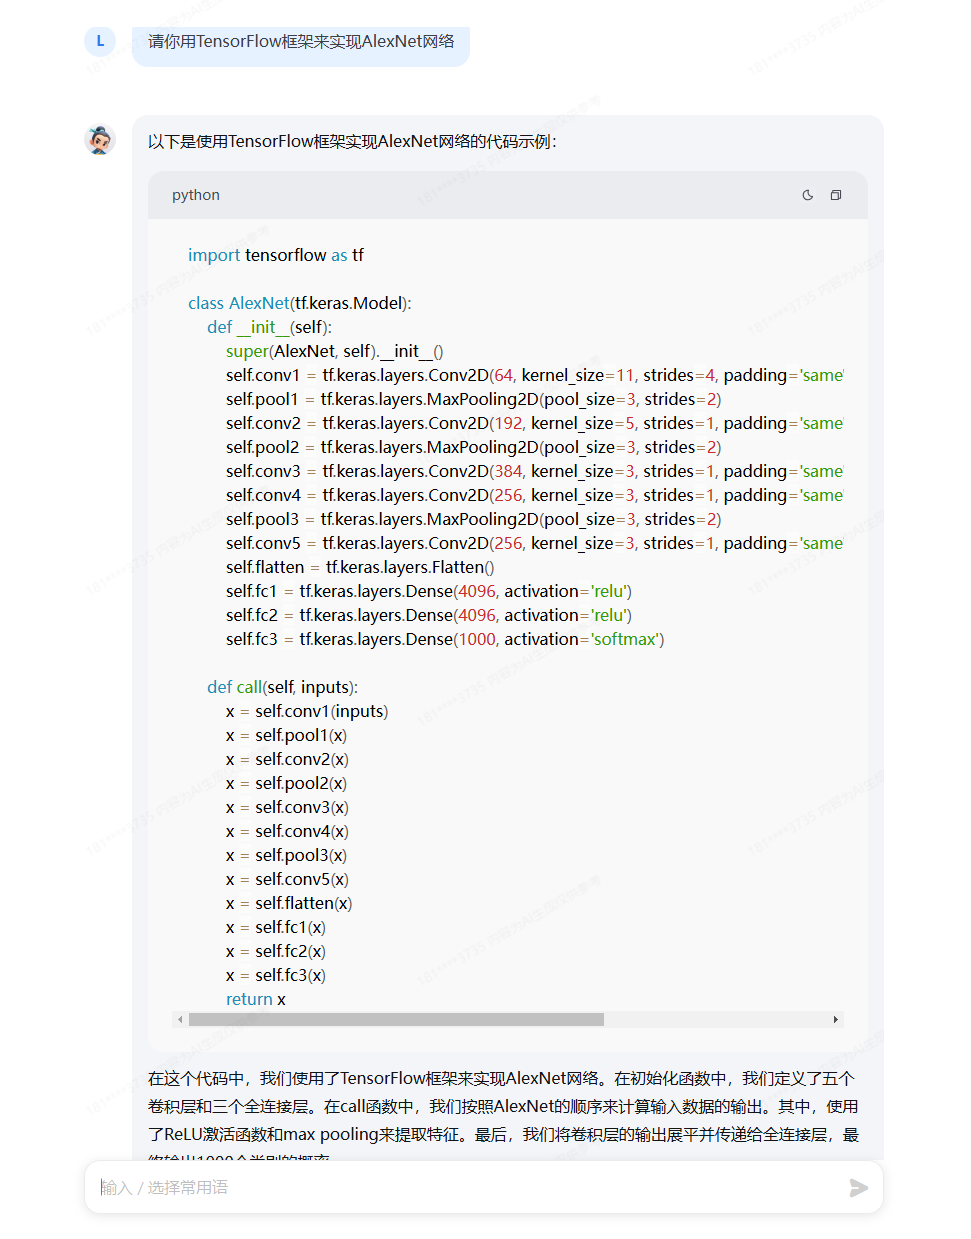 L
请你用TensorFlow框架来实现AlexNet网络
以下是使用TensorFlow框架实现AlexNet网络的代码示例：
python
import tensorflow as tf
class AlexNet(tf.keras.Model):
def __init__(self):
super(AlexNet, self).__init__()
self.conv1 = tf.keras.layers.Conv2D(64, kernel_size=11, strides=4, padding='same'
self.pool1 = tf.keras.layers.MaxPooling2D(pool_size=3, strides=2)
self.conv2 = tf.keras.layers.Conv2D(192, kernel_size=5, strides=1, padding='same'
self.pool2 = tf.keras.layers.MaxPooling2D(pool_size=3, strides=2)
self.conv3 = tf.keras.layers.Conv2D(384, kernel_size=3, strides=1, padding='same'
self.conv4 = tf.keras.layers.Conv2D(256, kernel_size=3, strides=1, padding='same'
self.pool3 = tf.keras.layers.MaxPooling2D(pool_size=3, strides=2)
self.conv5 = tf.keras.layers.Conv2D(256, kernel_size=3, strides=1, padding='same'
self.flatten = tf.keras.layers.Flatten()
self.fc1 = tf.keras.layers.Dense(4096, activation='relu')
self.fc2 = tf.keras.layers.Dense(4096, activation='relu')
self.fc3 = tf.keras.layers.Dense(1000, activation='softmax')
def call(self, inputs):
x = self.conv1(inputs)
x = self.pool1(x)
x = self.conv2(x)
x = self.pool2(x)
x = self.conv3(x)
x = self.conv4(x)
x = self.pool3(x)
x = self.conv5(x)
x = self.flatten(x)
x = self.fc1(x)
x = self.fc2(x)
x = self.fc3(x)
return x
在这个代码中，我们使用了TensorFlow框架来实现AlexNet网络。在初始化函数中，我们定义了五个
卷积层和三个全连接层。在call函数中，我们按照AlexNet的顺序来计算输入数据的输出。其中，使用
了ReLU激活函数和max pooling来提取特征。最后，我们将卷积层的输出展平并传递给全连接层，最
终输出1000个类别的概率
输入 / 选择常用语